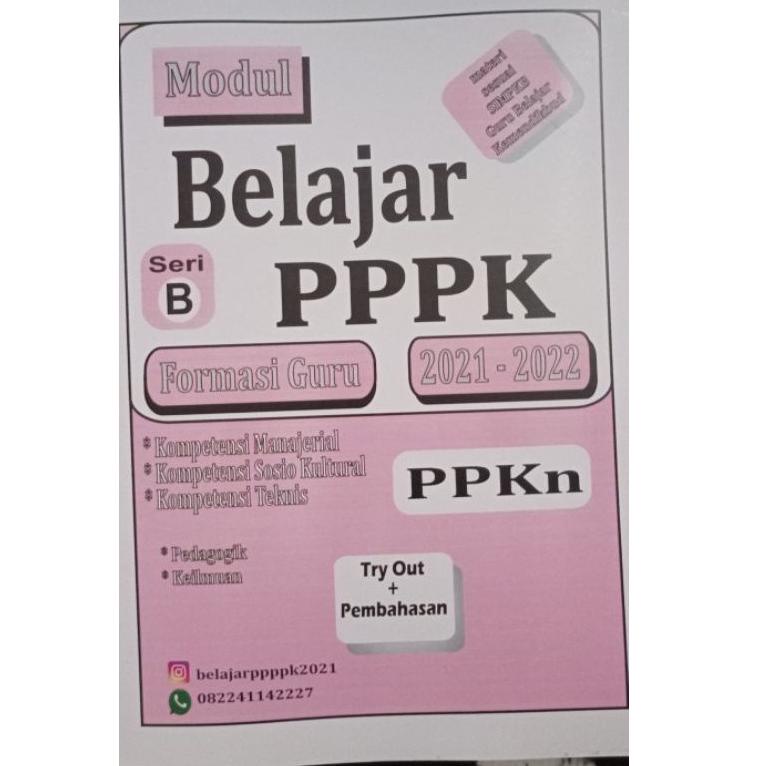 Modul
materi
sesuai
SIMPKB
Guru Belajar
Kemendikbud
Belajar
Seri
B
PPPK
Formasi Guru
2021 - 2022
* Kompetensi Manajerial
* Kompetensi Sosio Kultural
* Kompetensi Teknis
PPKn
* Pedagogik
* Keilmuan
Try Out
+
Pembahasan
belajarppppk2021
082241142227